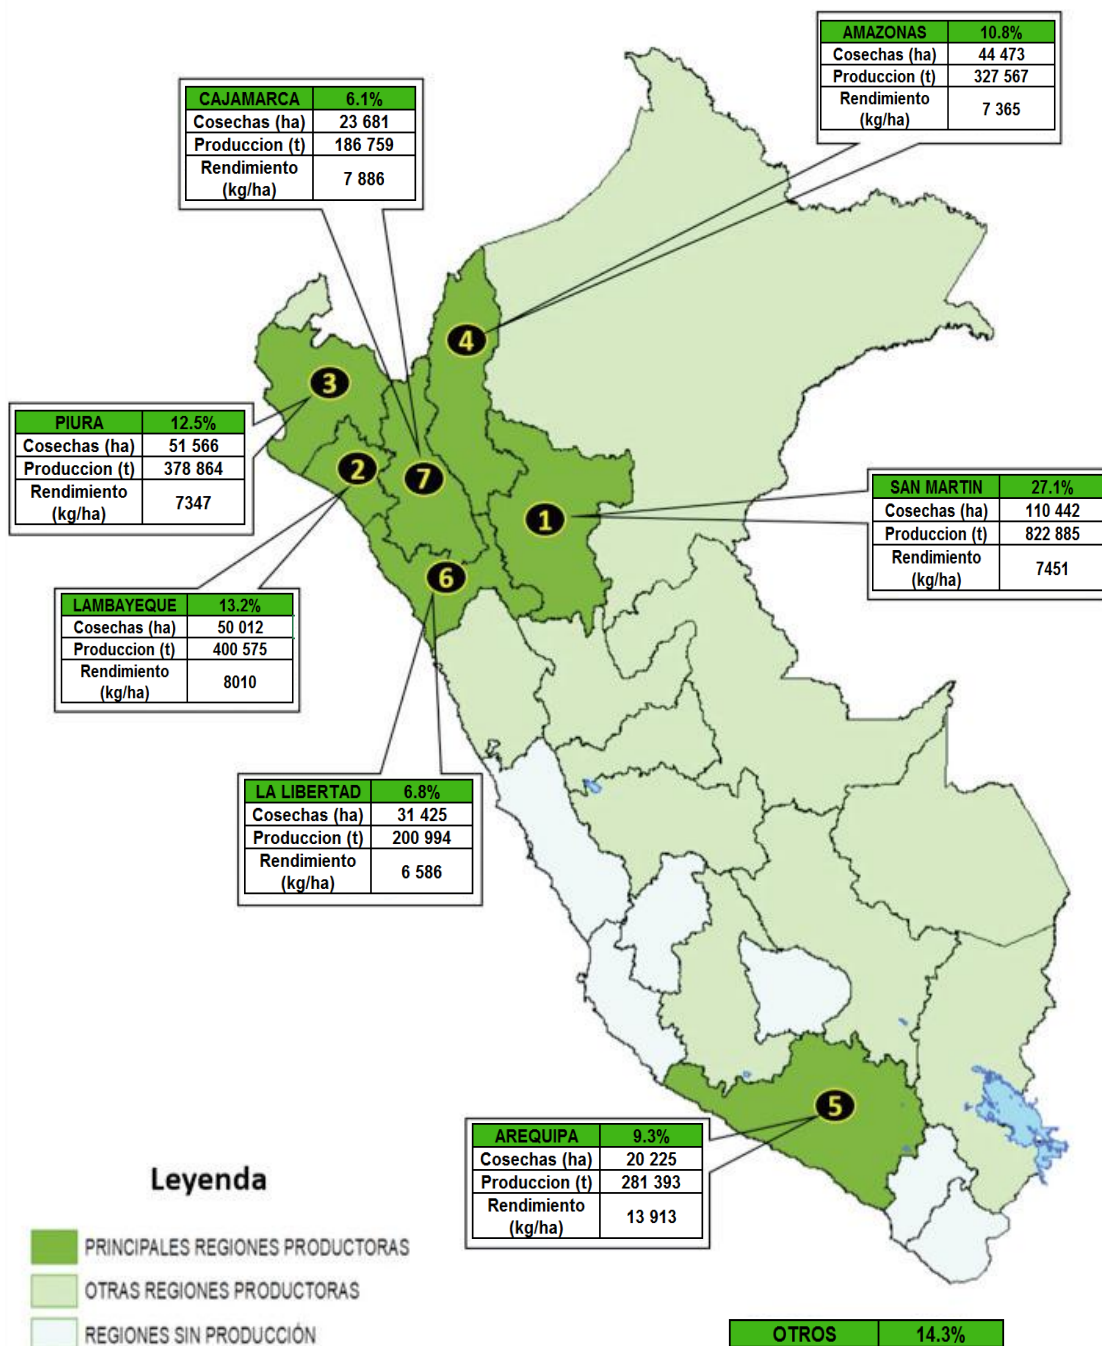 AMAZONAS 10.8%
Cosechas (ha) 44 473
Produccion (t) 327 567
Rendimiento
(kg/ha) 7 365
CAJAMARCA 6.1%
Cosechas (ha) 23 681
Produccion (t) 186 759
Rendimiento
(kg/ha) 7 886
4
3
PIURA 12.5%
Cosechas (ha) 51 566
Produccion (t) 378 864
Rendimiento
(kg/ha) 7347
2
7
1
SAN MARTIN 27.1%
Cosechas (ha) 110 442
Produccion (t) 822 885
Rendimiento
(kg/ha) 7451
6
LAMBAYEQUE 13.2%
Cosechas (ha) 50 012
Produccion (t) 400 575
Rendimiento
(kg/ha) 8010
LA LIBERTAD 6.8%
Cosechas (ha) 31 425
Produccion (t) 200 994
Rendimiento
(kg/ha) 6 586
5
AREQUIPA 9.3%
Cosechas (ha) 20 225
Produccion (t) 281 393
Rendimiento
(kg/ha) 13 913
Leyenda
PRINCIPALES REGIONES PRODUCTORAS
OTRAS REGIONES PRODUCTORAS
REGIONES SIN PRODUCCIÓN
OTROS 14.3%